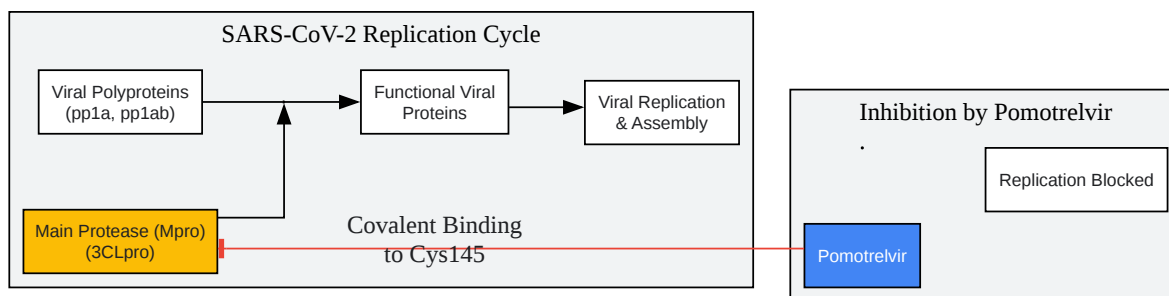 SARS-CoV-2 Replication Cycle
Viral Polyproteins
(pp1a, pp1ab)
Functional Viral
Proteins
Viral Replication
& Assembly
Main Protease (Mpro)
(3CLpro)
Covalent Binding
to Cys145
Inhibition by Pomotrelvir
.
Replication Blocked
Pomotrelvir